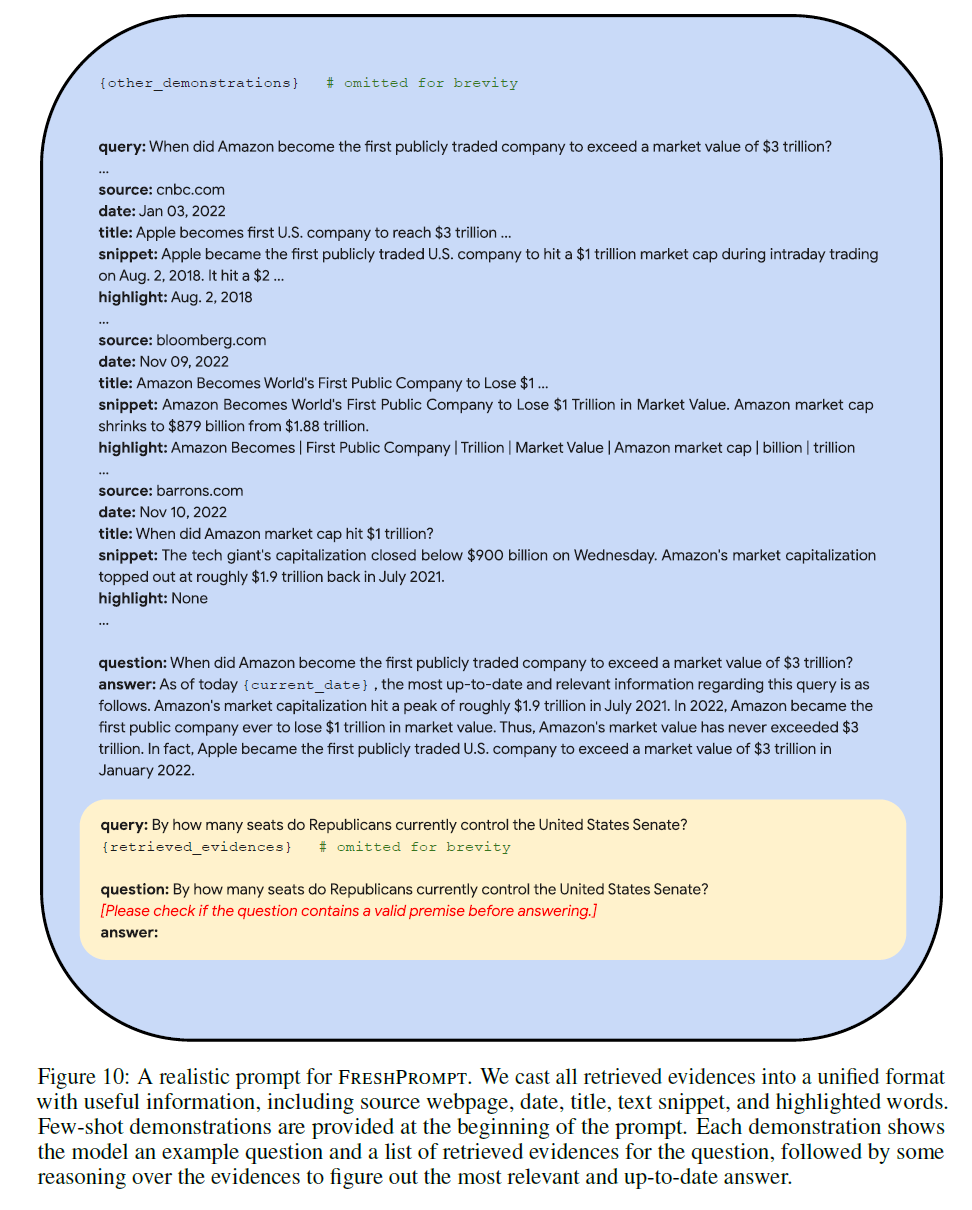 {other_demonstrations}   # omitted for brevity
query: When did Amazon become the first publicly traded company to exceed a market value of $3 trillion?
...
source: cnbc.com
date: Jan 03, 2022
title: Apple becomes first U.S. company to reach $3 trillion ...
snippet: Apple became the first publicly traded U.S. company to hit a $1 trillion market cap during intraday trading
on Aug. 2, 2018. It hit a $2 ...
highlight: Aug. 2, 2018
...
source: bloomberg.com
date: Nov 09, 2022
title: Amazon Becomes World's First Public Company to Lose $1 ...
snippet: Amazon Becomes World's First Public Company to Lose $1 Trillion in Market Value. Amazon market cap
shrinks to $879 billion from $1.88 trillion.
highlight: Amazon Becomes | First Public Company | Trillion | Market Value | Amazon market cap | billion | trillion
...
source: barrons.com
date: Nov 10, 2022
title: When did Amazon market cap hit $1 trillion?
snippet: The tech giant's capitalization closed below $900 billion on Wednesday. Amazon's market capitalization
topped out at roughly $1.9 trillion back in July 2021.
highlight: None
...
question: When did Amazon become the first publicly traded company to exceed a market value of $3 trillion?
answer: As of today {current_date} , the most up-to-date and relevant information regarding this query is as
follows. Amazon's market capitalization hit a peak of roughly $1.9 trillion in July 2021. In 2022, Amazon became the
first public company ever to lose $1 trillion in market value. Thus, Amazon's market value has never exceeded $3
trillion. In fact, Apple became the first publicly traded U.S. company to exceed a market value of $3 trillion in
January 2022.
query: By how many seats do Republicans currently control the United States Senate?
{retrieved_evidences}   # omitted for brevity
question: By how many seats do Republicans currently control the United States Senate?
[Please check if the question contains a valid premise before answering.]
answer:
Figure 10: A realistic prompt for FRESHPROMPT. We cast all retrieved evidences into a unified format
with useful information, including source webpage, date, title, text snippet, and highlighted words.
Few-shot demonstrations are provided at the beginning of the prompt. Each demonstration shows
the model an example question and a list of retrieved evidences for the question, followed by some
reasoning over the evidences to figure out the most relevant and up-to-date answer.